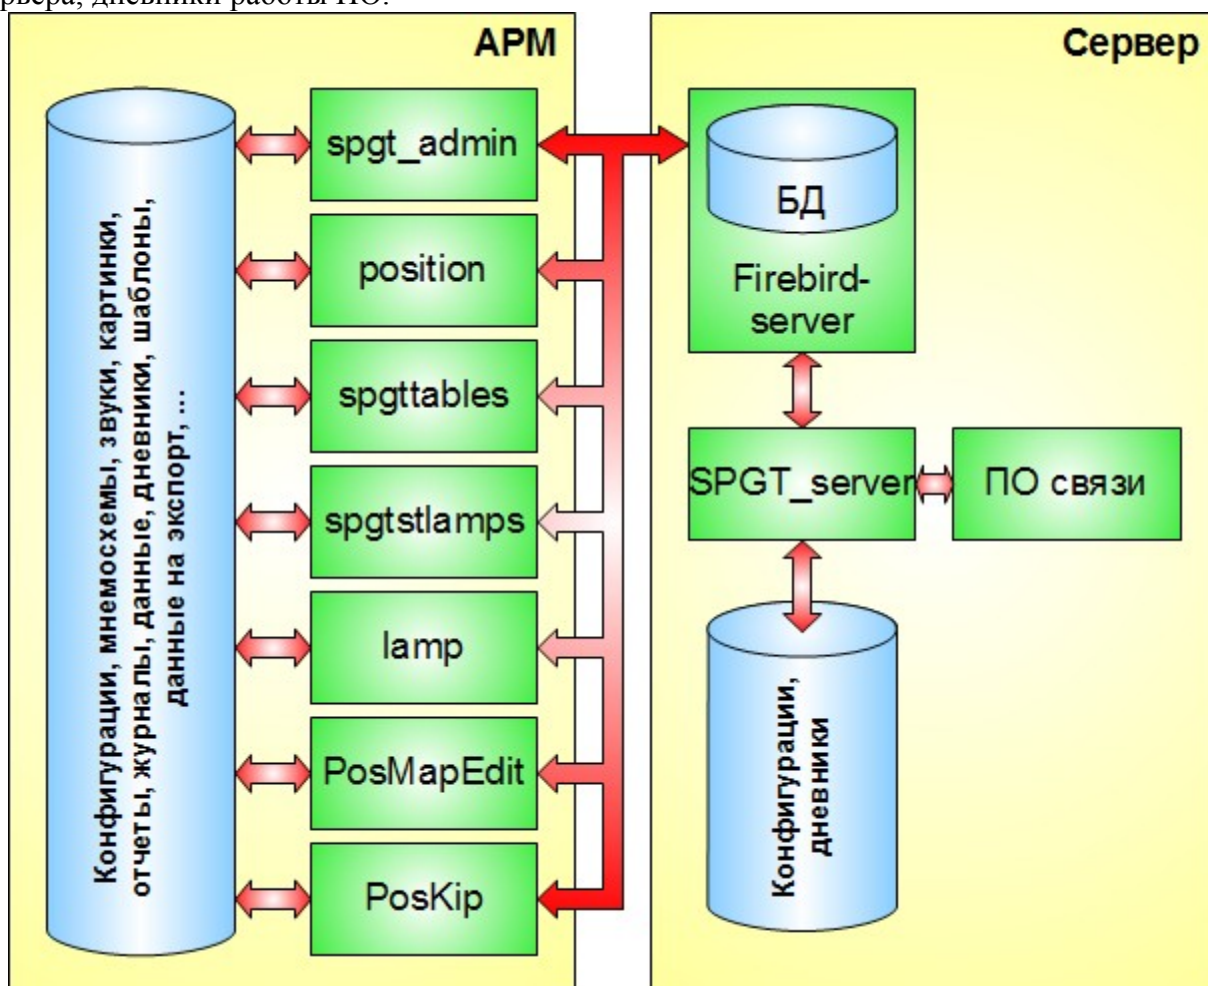 рвера, дневники работы ПО.
АРМ
Конфигурации, мнемосхемы, звуки, картинки,
отчеты, журналы, данные, дневники, шаблоны,
данные на экспорт, ...
spgt_admin
position
spgttables
spgtstlamps
lamp
PosMapEdit
PosKip
Сервер
БД
Firebird-
server
SPGT_server
ПО связи
Конфигурации,
дневники